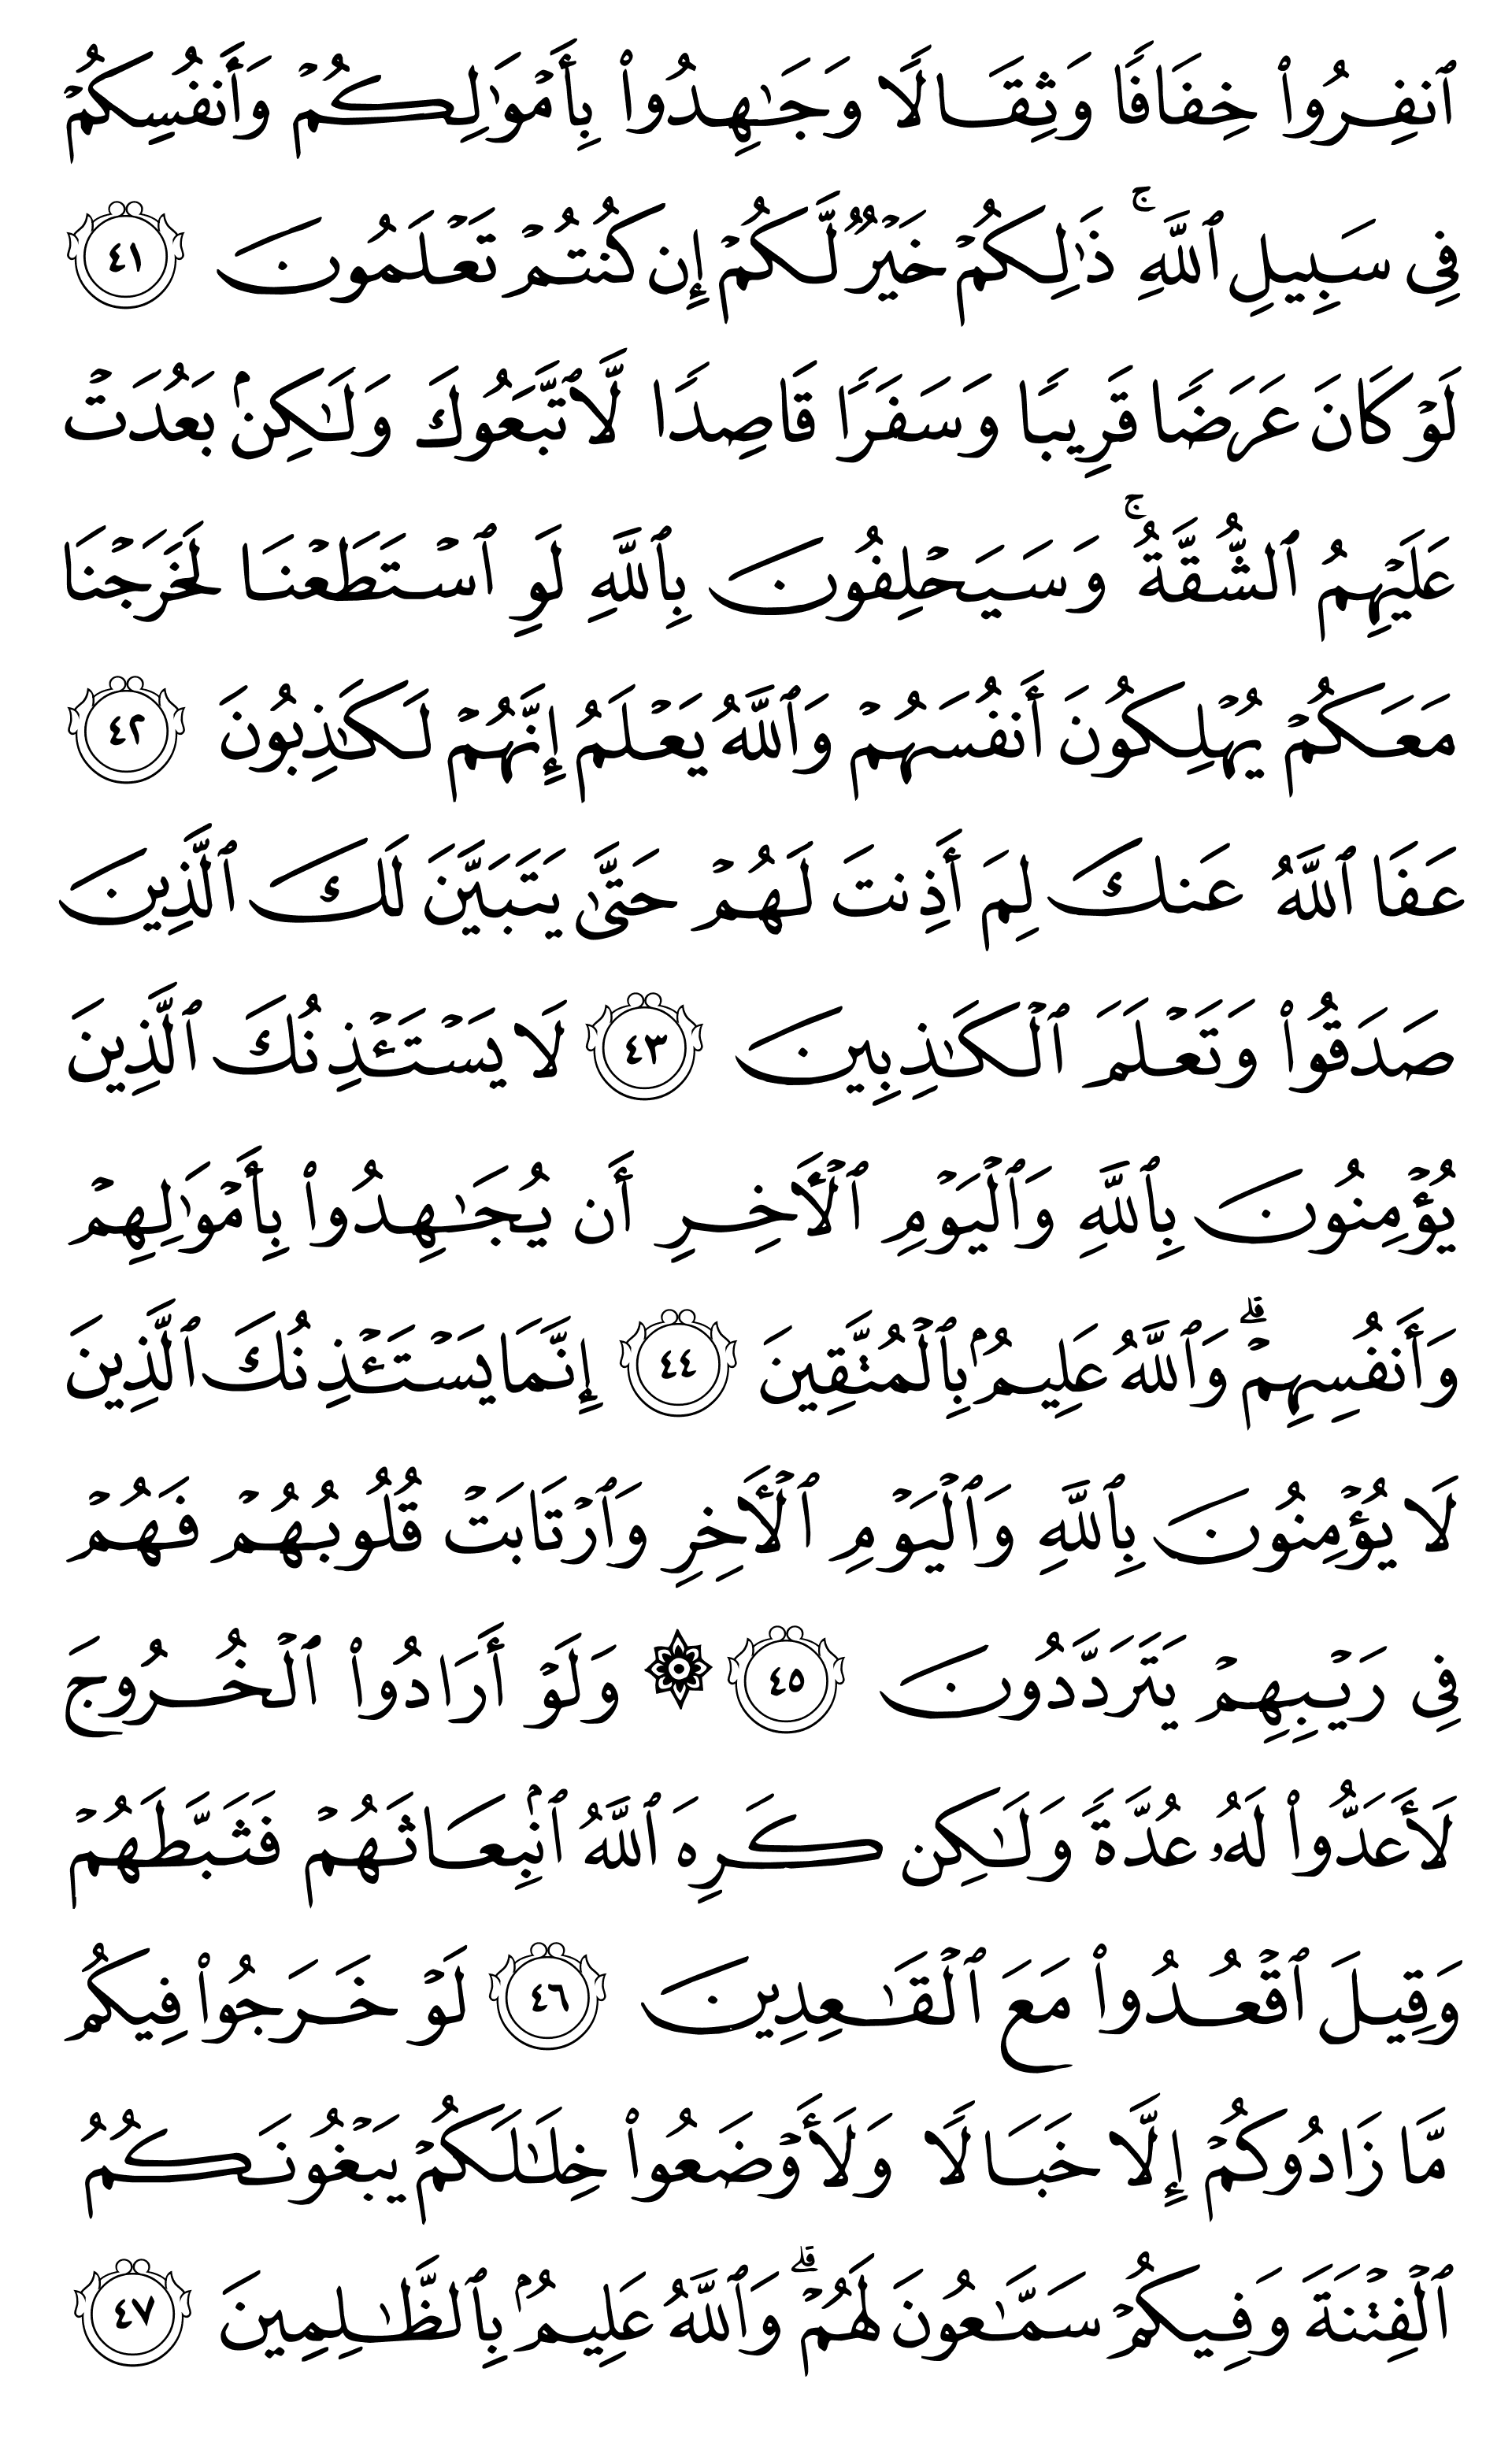 ٱنفِرُوا۟ خِفَافًا وَثِقَالًا وَجَـٰهِدُوا۟ بِأَمْوَٰلِكُمْ وَأَنفُسِكُمْ
فِى سَبِيلِ ٱللَّهِ ۚ ذَٰلِكُمْ خَيْرٌ لَّكُمْ إِن كُنتُمْ تَعْلَمُونَ ٤١
لَوْ كَانَ عَرَضًا قَرِيبًا وَسَفَرًا قَاصِدًا لَّٱتَّبَعُوكَ وَلَـٰكِنۢ بَعُدَتْ
عَلَيْهِمُ ٱلشُّقَّةُ ۚ وَسَيَحْلِفُونَ بِٱللَّهِ لَوِ ٱسْتَطَعْنَا لَخَرَجْنَا
مَعَكُمْ يُهْلِكُونَ أَنفُسَهُمْ وَٱللَّهُ يَعْلَمُ إِنَّهُمْ لَكَـٰذِبُونَ ٤٢
عَفَا ٱللَّهُ عَنكَ لِمَ أَذِنتَ لَهُمْ حَتَّىٰ يَتَبَيَّنَ لَكَ ٱلَّذِينَ
صَدَقُوا۟ وَتَعْلَمَ ٱلْكَـٰذِبِينَ ٤٣ لَا يَسْتَـْٔذِنُكَ ٱلَّذِينَ
يُؤْمِنُونَ بِٱللَّهِ وَٱلْيَوْمِ ٱلْـَٔاخِرِ أَن يُجَـٰهِدُوا۟ بِأَمْوَٰلِهِمْ
وَأَنفُسِهِمْ ۗ وَٱللَّهُ عَلِيمٌۢ بِٱلْمُتَّقِينَ ٤٤ إِنَّمَا يَسْتَـْٔذِنُكَ ٱلَّذِينَ
لَا يُؤْمِنُونَ بِٱللَّهِ وَٱلْيَوْمِ ٱلْـَٔاخِرِ وَٱرْتَابَتْ قُلُوبُهُمْ فَهُمْ
فِى رَيْبِهِمْ يَتَرَدَّدُونَ ٤٥ ۞ وَلَوْ أَرَادُوا۟ ٱلْخُرُوجَ
لَأَعَدُّوا۟ لَهُۥ عُدَّةً وَلَـٰكِن كَرِهَ ٱللَّهُ ٱنۢبِعَاثَهُمْ فَثَبَّطَهُمْ
وَقِيلَ ٱقْعُدُوا۟ مَعَ ٱلْقَـٰعِدِينَ ٤٦ لَوْ خَرَجُوا۟ فِيكُم
مَّا زَادُوكُمْ إِلَّا خَبَالًا وَلَأَوْضَعُوا۟ خِلَـٰلَكُمْ يَبْغُونَكُمُ
ٱلْفِتْنَةَ وَفِيكُمْ سَمَّـٰعُونَ لَهُمْ ۗ وَٱللَّهُ عَلِيمٌۢ بِٱلظَّـٰلِمِينَ ٤٧